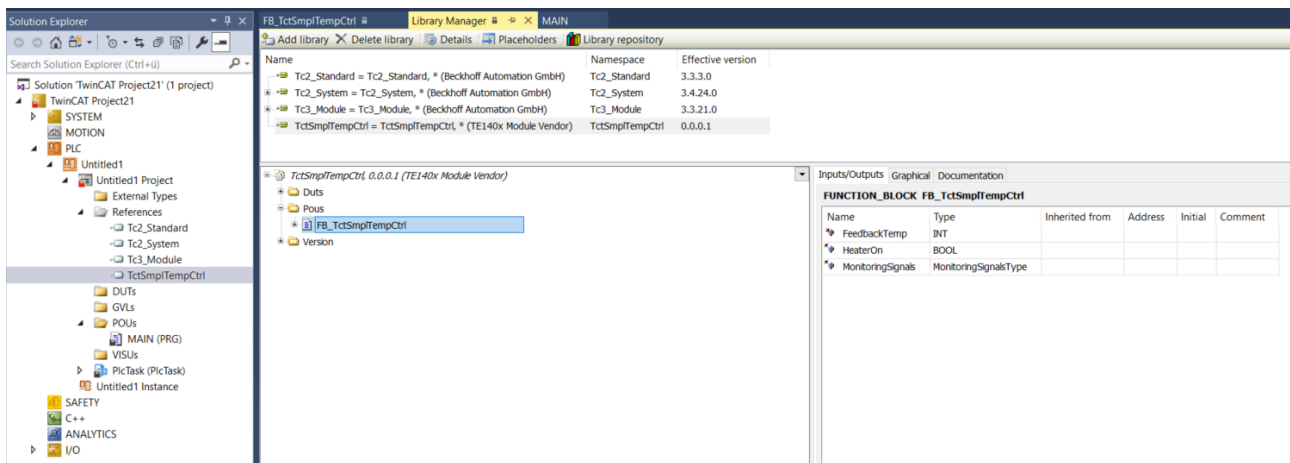 Solution Explorer
Search Solution Explorer (Ctrl+ü)
Solution 'TwinCAT Project21' (1 project)
TwinCAT Project21
SYSTEM
MOTION
PLC
Untitled1
Untitled1 Project
External Types
References
Tc2_Standard
Tc2_System
Tc3_Module
TctSmplTempCtrl
DUTs
GVLs
POUs
MAIN (PRG)
VISUs
PlcTask (PlcTask)
Untitled1 Instance
SAFETY
C++
ANALYTICS
I/O
FB_TctSmplTempCtrl Library Manager MAIN
Add library Delete library Details Placeholders Library repository
Name Namespace Effective version
Tc2_Standard = Tc2_Standard, * (Beckhoff Automation GmbH) Tc2_Standard 3.3.3.0
Tc2_System = Tc2_System, * (Beckhoff Automation GmbH) Tc2_System 3.4.24.0
Tc3_Module = Tc3_Module, * (Beckhoff Automation GmbH) Tc3_Module 3.3.21.0
TctSmplTempCtrl = TctSmplTempCtrl, * (TE140x Module Vendor) TctSmplTempCtrl 0.0.0.1
TctSmplTempCtrl, 0.0.0.1 (TE140x Module Vendor)
Duts
Pous
FB_TctSmplTempCtrl
Version
Inputs/Outputs Graphical Documentation
FUNCTION_BLOCK FB_TctSmplTempCtrl
Name Type Inherited from Address Initial Comment
FeedbackTemp INT
HeaterOn BOOL
MonitoringSignals MonitoringSignalsType